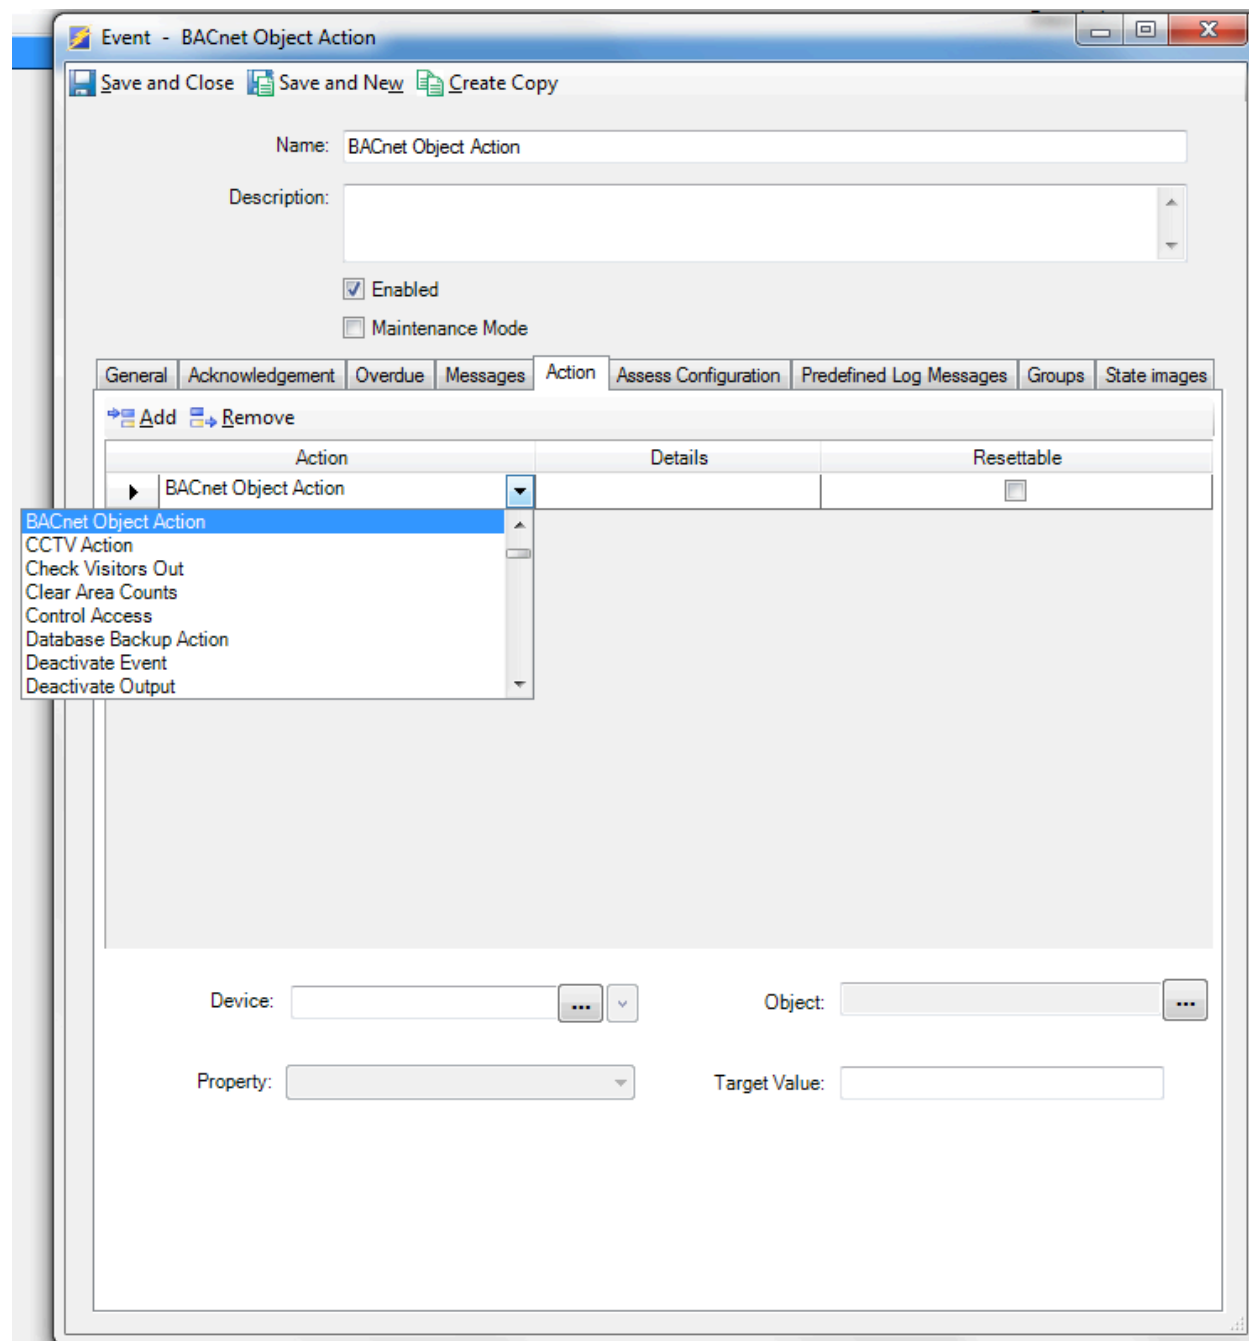 Event - BACnet Object Action
Save and Close Save and New Create Copy
Name: BACnet Object Action
Description:
Enabled
Maintenance Mode
General Acknowledgement Overdue Messages Action Assess Configuration Predefined Log Messages Groups State images
Add Remove
Action Details Resettable
BACnet Object Action
BACnet Object Action
CCTV Action
Check Visitors Out
Clear Area Counts
Control Access
Database Backup Action
Deactivate Event
Deactivate Output
Device: ... Object: ...
Property: Target Value: